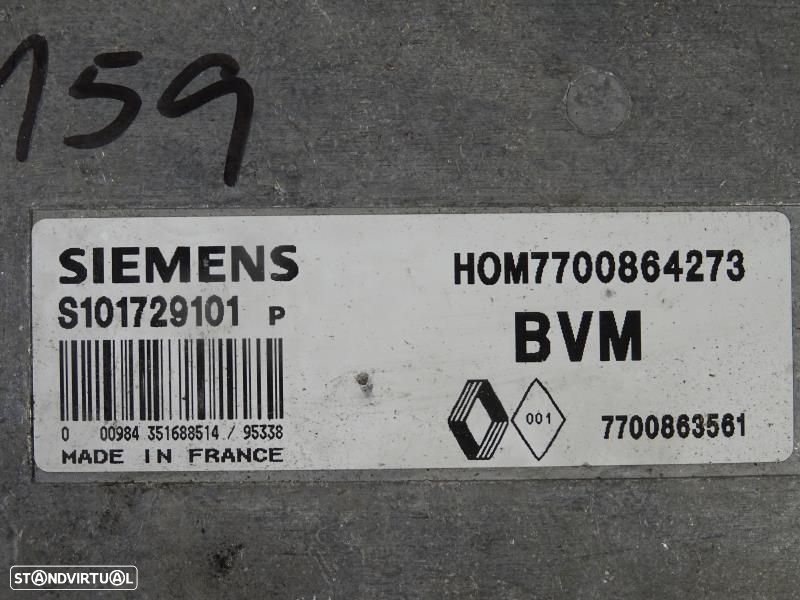 159
SIEMENS
S101729101 P
0 00984 351688514 / 95338
MADE IN FRANCE
HOM7700864273
BVM
001
7700863561
STANDVIRTUAL